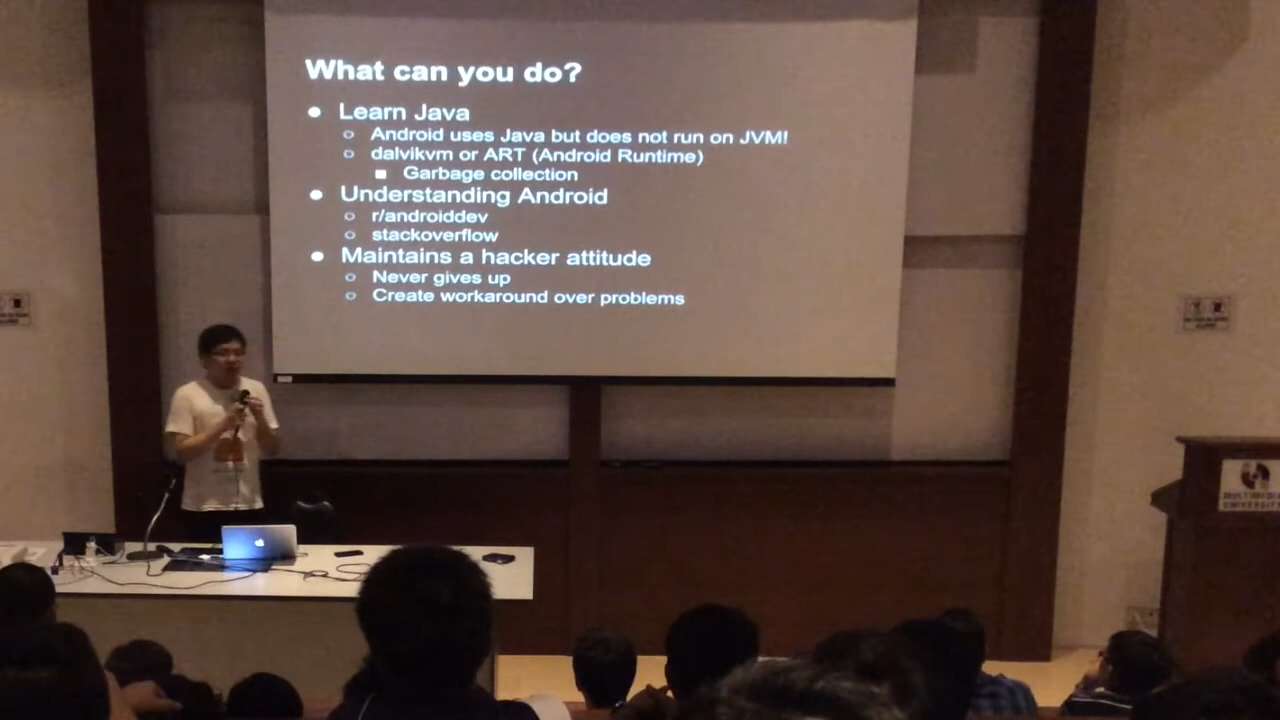 What can you do?
● Learn Java
○ Android uses Java but does not run on JVM!
○ dalvikvm or ART (Android Runtime)
■ Garbage collection
● Understanding Android
○ r/androiddev
○ stackoverflow
● Maintains a hacker attitude
○ Never gives up
○ Create workaround over problems
MULTIMEDIA
UNIVERSITY